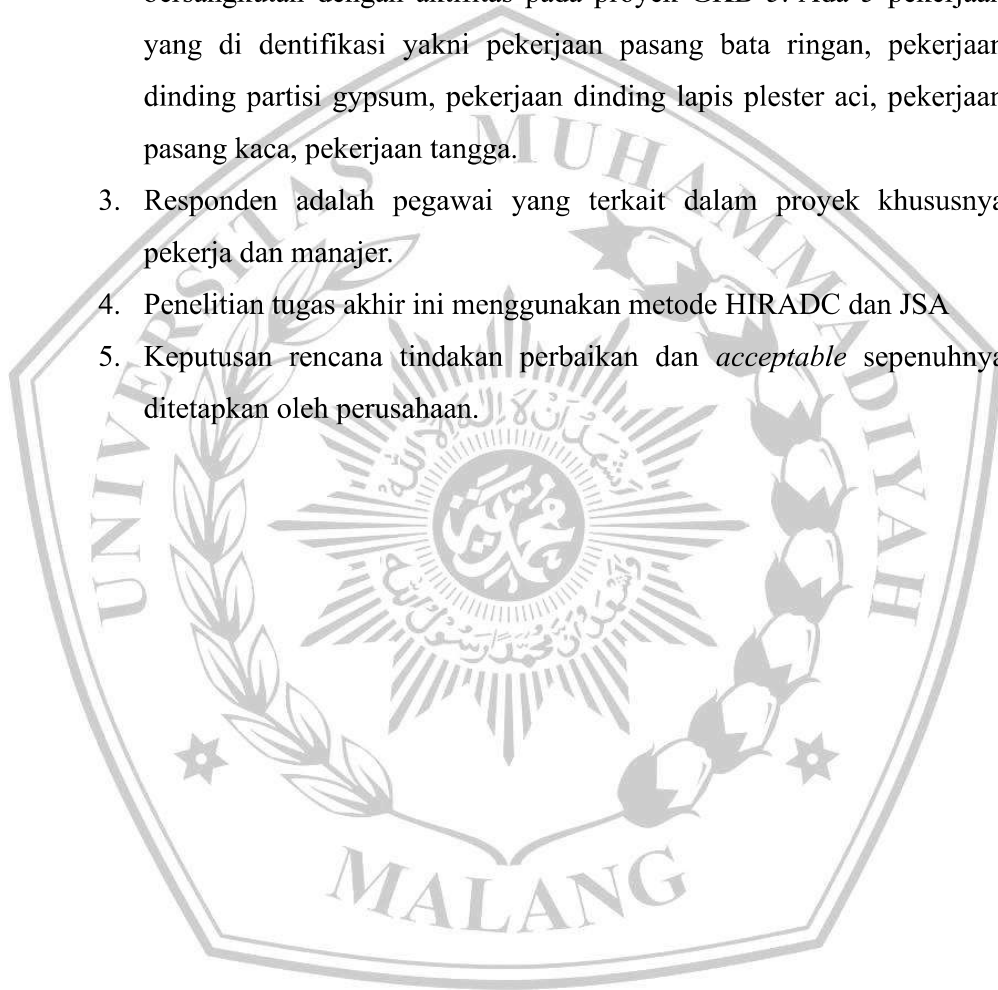 yang di dentifikasi yakni pekerjaan pasang bata ringan, pekerjaan
dinding partisi gypsum, pekerjaan dinding lapis plester aci, pekerjaan
pasang kaca, pekerjaan tangga.
3. Responden adalah pegawai yang terkait dalam proyek khususnya
pekerja dan manajer.
4. Penelitian tugas akhir ini menggunakan metode HIRADC dan JSA
5. Keputusan rencana tindakan perbaikan dan acceptable sepenuhnya
ditetapkan oleh perusahaan.
UNIVERSITAS MUHAMMADIYAH
MALANG